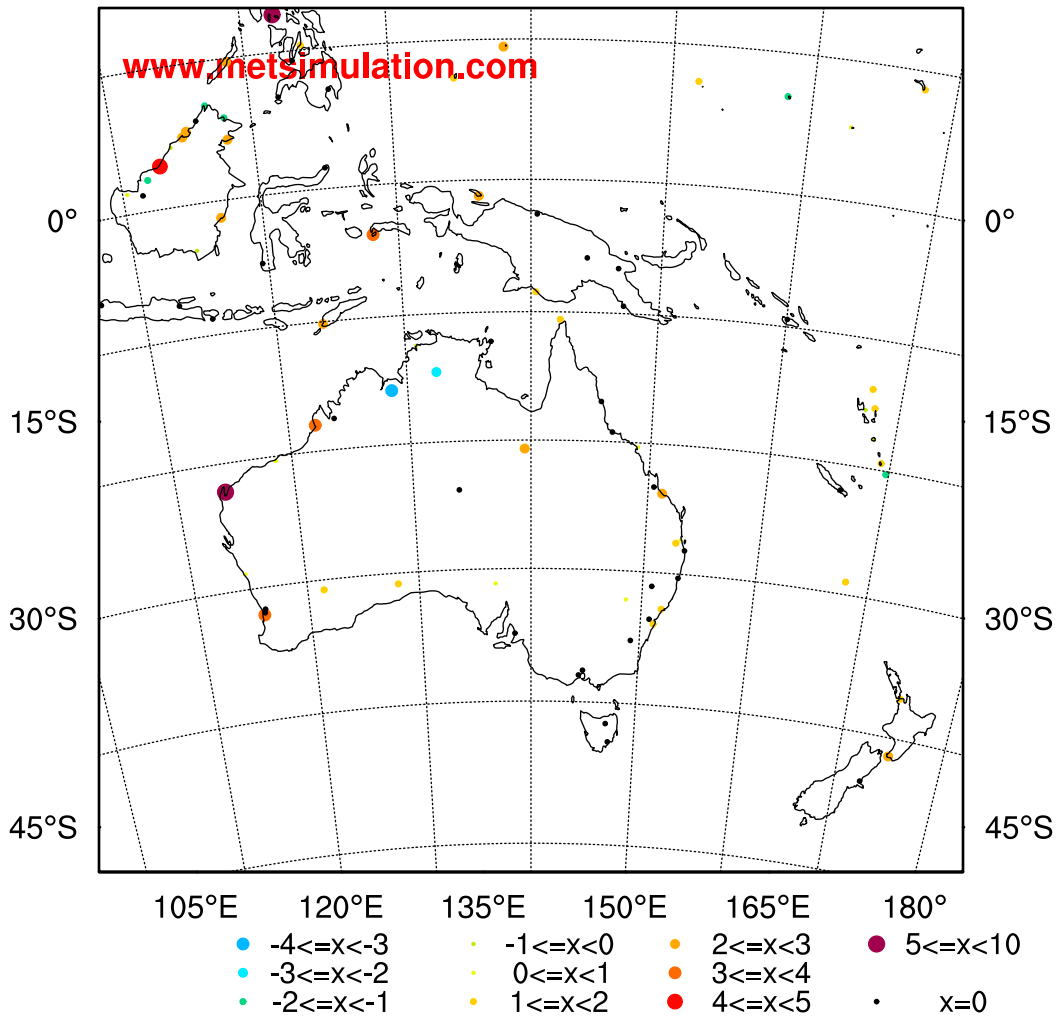 www.metsimulation.com
0° 0°
15°S 15°S
30°S 30°S
45°S 45°S
105°E 120°E 135°E 150°E 165°E 180°
-4<=x<-3 -1<=x<0 2<=x<3 5<=x<10
-3<=x<-2 0<=x<1 3<=x<4
-2<=x<-1 1<=x<2 4<=x<5 x=0